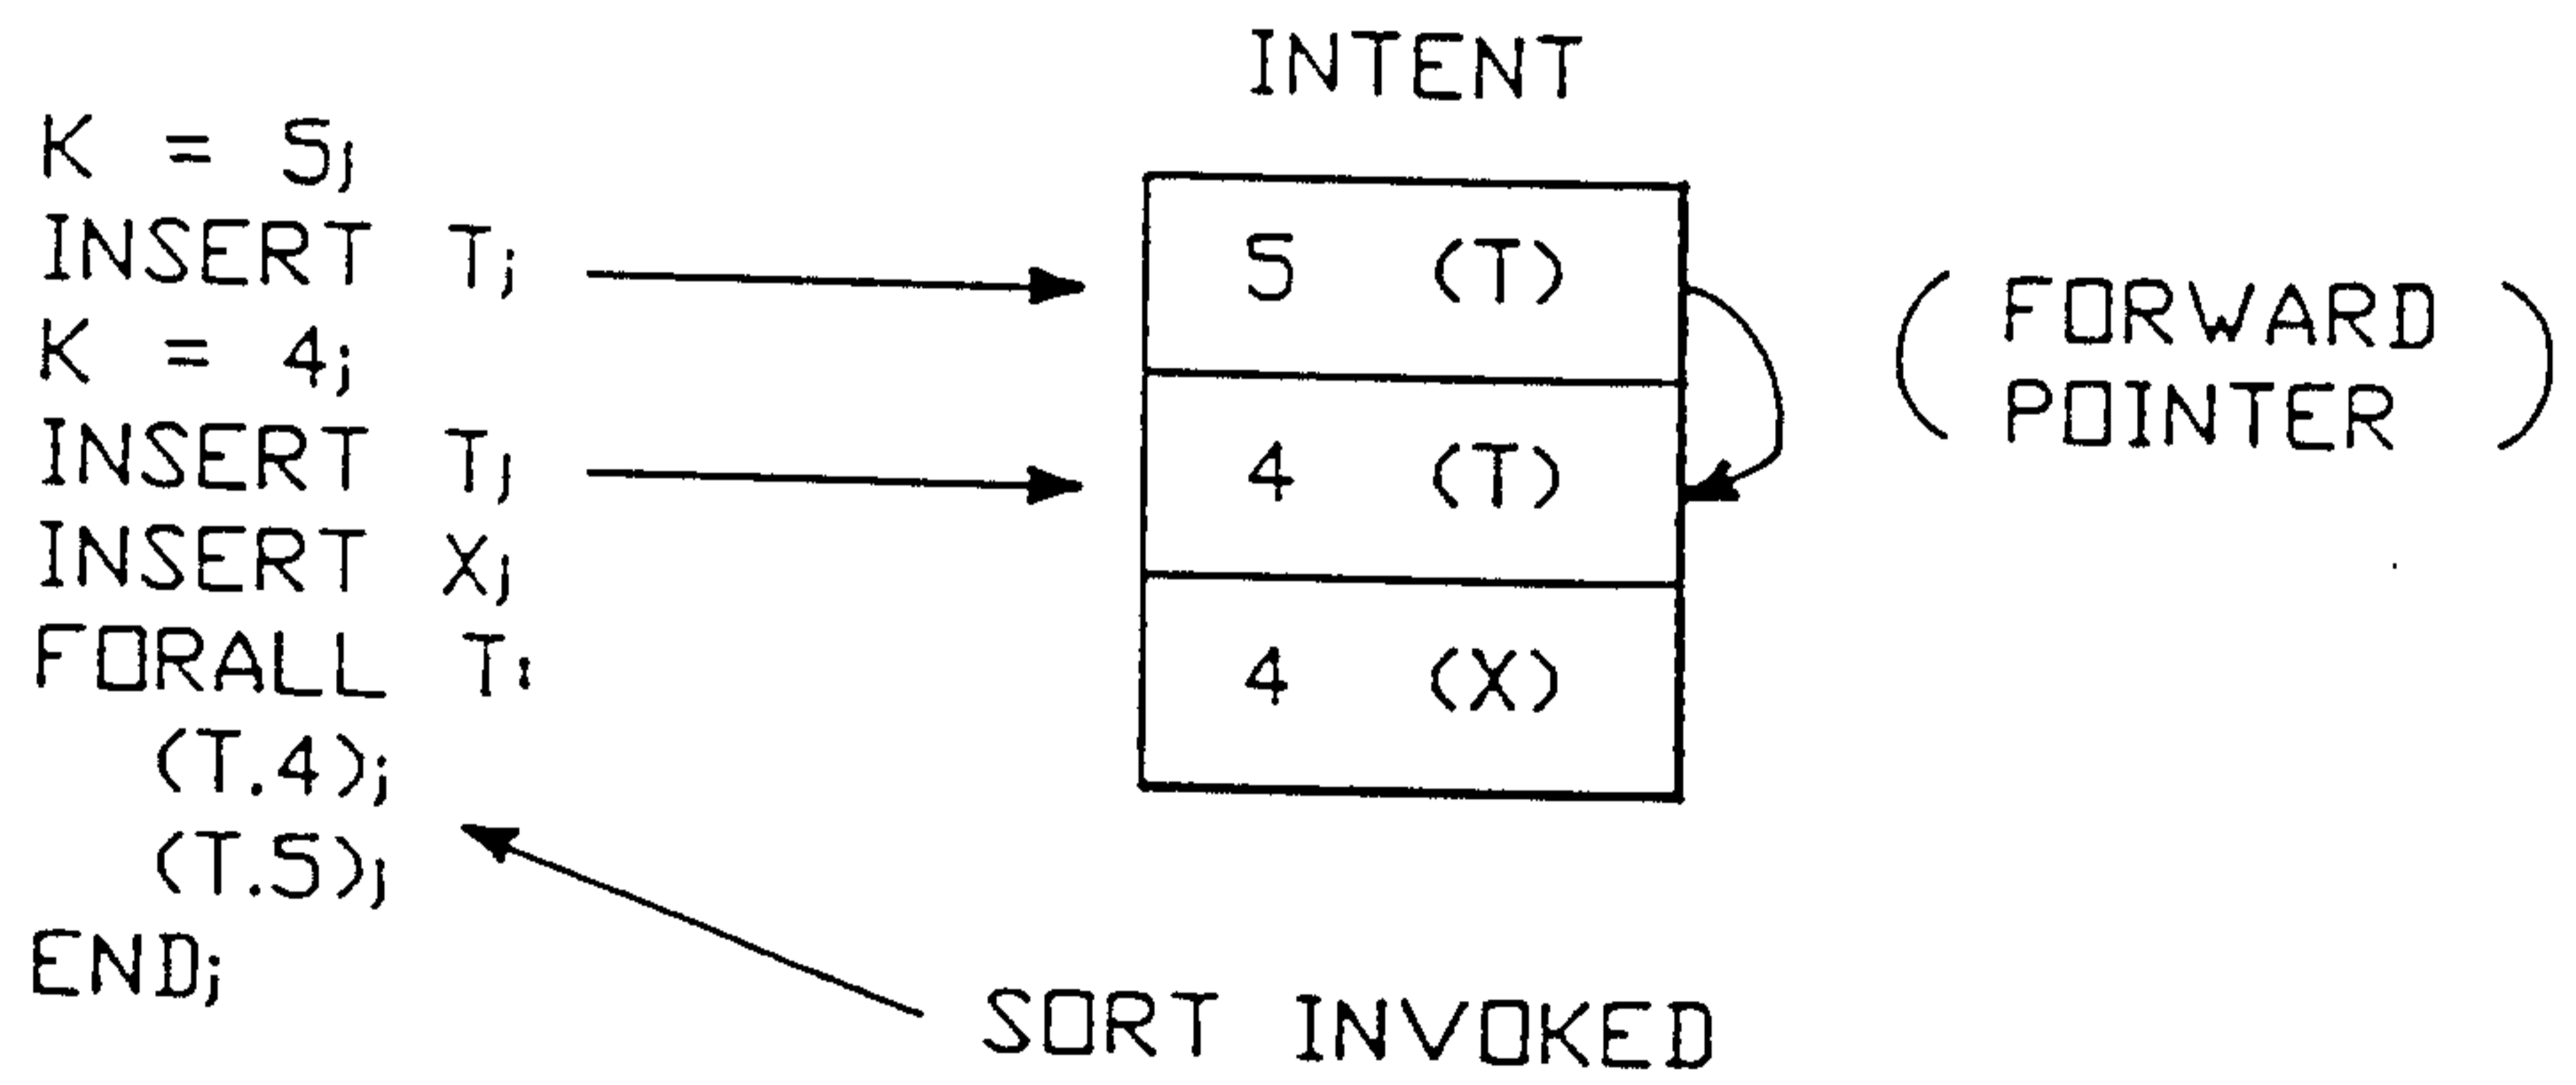 K = 5;
INSERT T;
K = 4;
INSERT T;
INSERT X;
FORALL T:
(T.4);
(T.5);
END;
INTENT
5 (T)
4 (T)
4 (X)
( FORWARD
POINTER )
SORT INVOKED